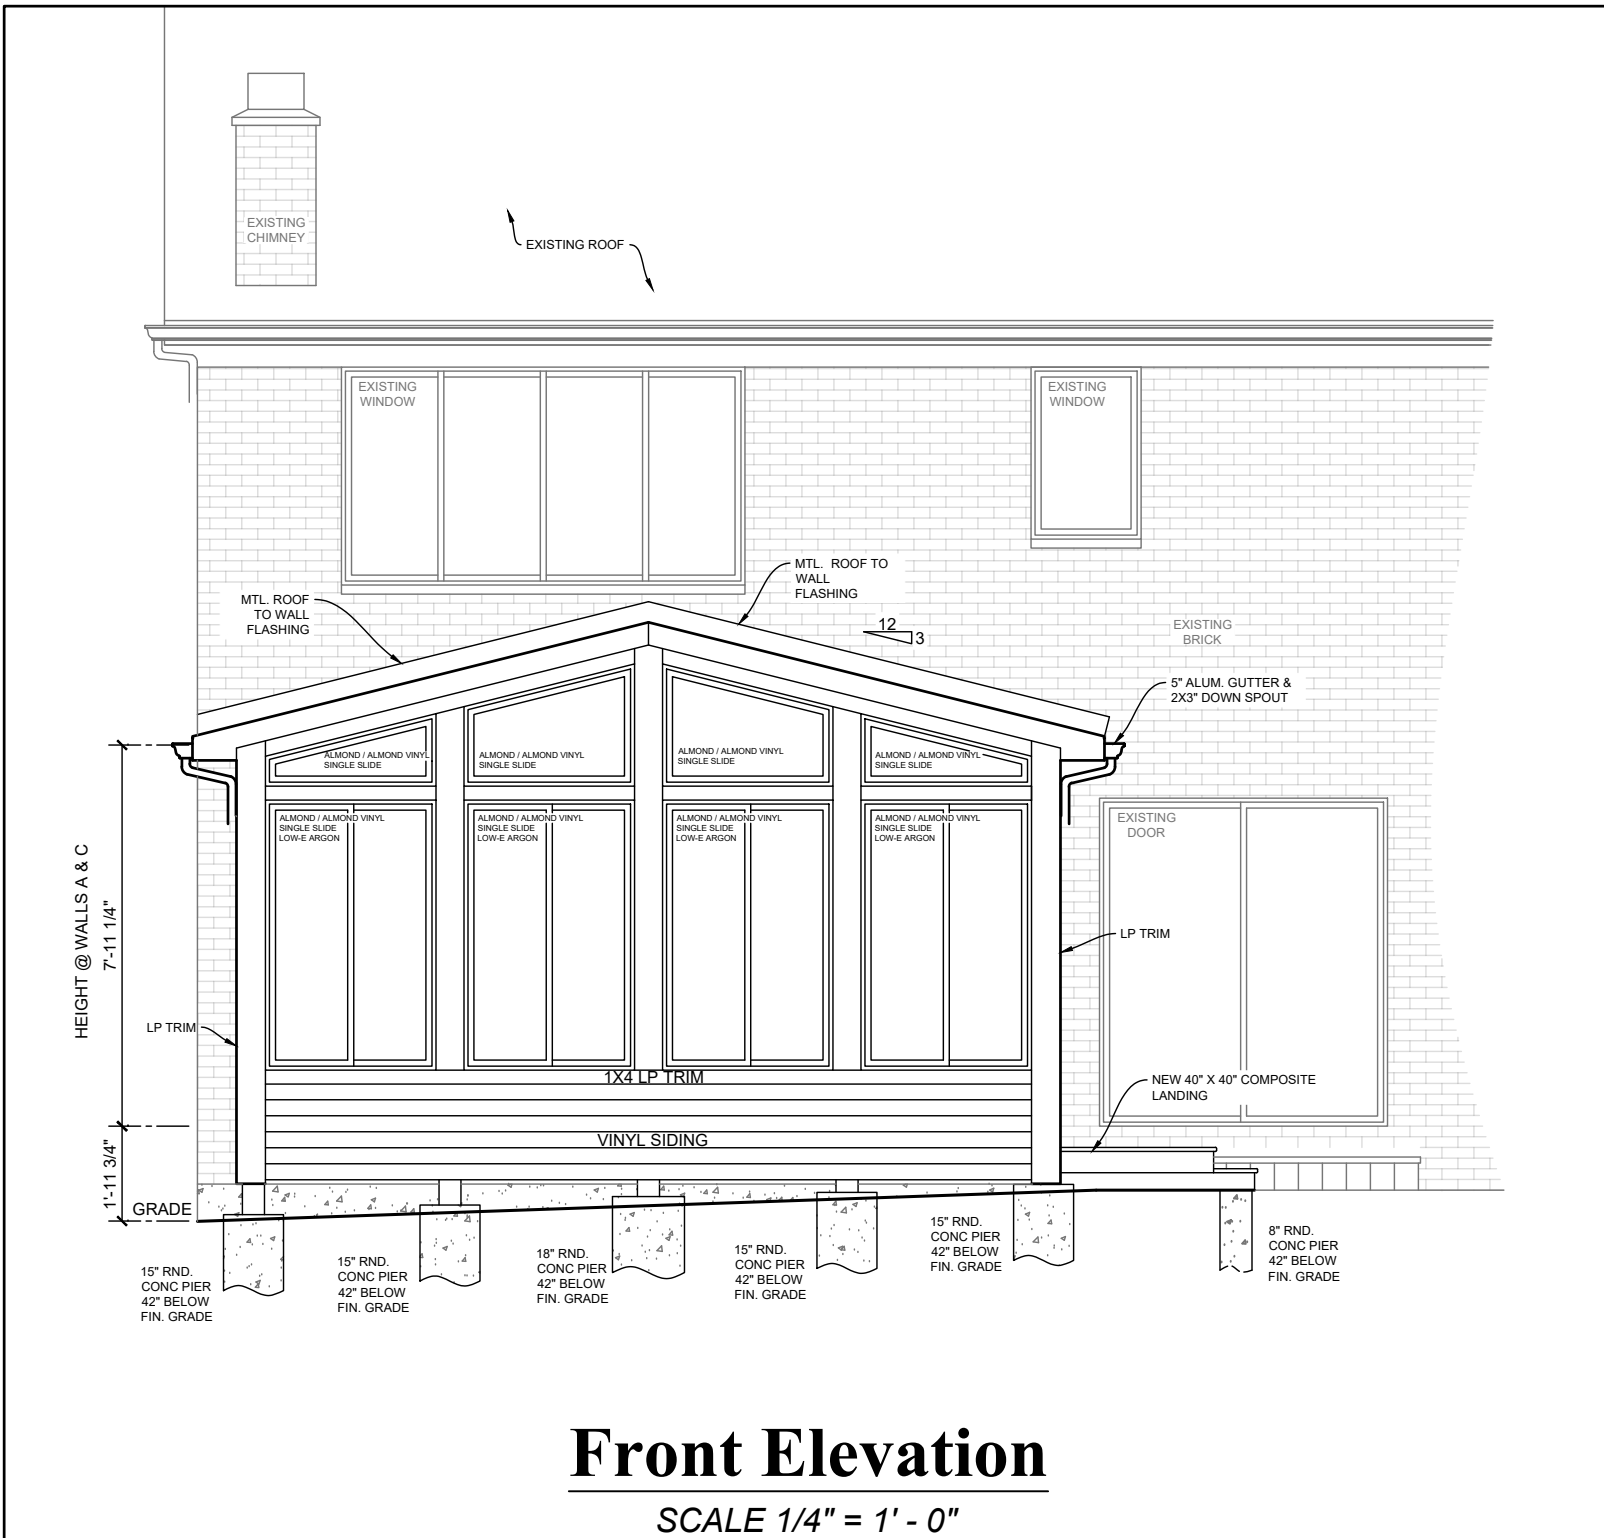 EXISTING
CHIMNEY
EXISTING ROOF
EXISTING
WINDOW
EXISTING
WINDOW
MTL. ROOF TO
WALL
FLASHING
MTL. ROOF
TO WALL
FLASHING
12
3
EXISTING
BRICK
5" ALUM. GUTTER &
2X3" DOWN SPOUT
ALMOND / ALMOND VINYL
SINGLE SLIDE
ALMOND / ALMOND VINYL
SINGLE SLIDE
ALMOND / ALMOND VINYL
SINGLE SLIDE
ALMOND / ALMOND VINYL
SINGLE SLIDE
ALMOND / ALMOND VINYL
SINGLE SLIDE
LOW-E ARGON
ALMOND / ALMOND VINYL
SINGLE SLIDE
LOW-E ARGON
ALMOND / ALMOND VINYL
SINGLE SLIDE
LOW-E ARGON
ALMOND / ALMOND VINYL
SINGLE SLIDE
LOW-E ARGON
EXISTING
DOOR
HEIGHT @ WALLS A & C
7'-11 1/4"
LP TRIM
LP TRIM
1X4 LP TRIM
NEW 40" X 40" COMPOSITE
LANDING
VINYL SIDING
1'-11 3/4"
GRADE
15" RND.
CONC PIER
42" BELOW
FIN. GRADE
15" RND.
CONC PIER
42" BELOW
FIN. GRADE
18" RND.
CONC PIER
42" BELOW
FIN. GRADE
15" RND.
CONC PIER
42" BELOW
FIN. GRADE
15" RND.
CONC PIER
42" BELOW
FIN. GRADE
8" RND.
CONC PIER
42" BELOW
FIN. GRADE
Front Elevation
SCALE 1/4" = 1' - 0"